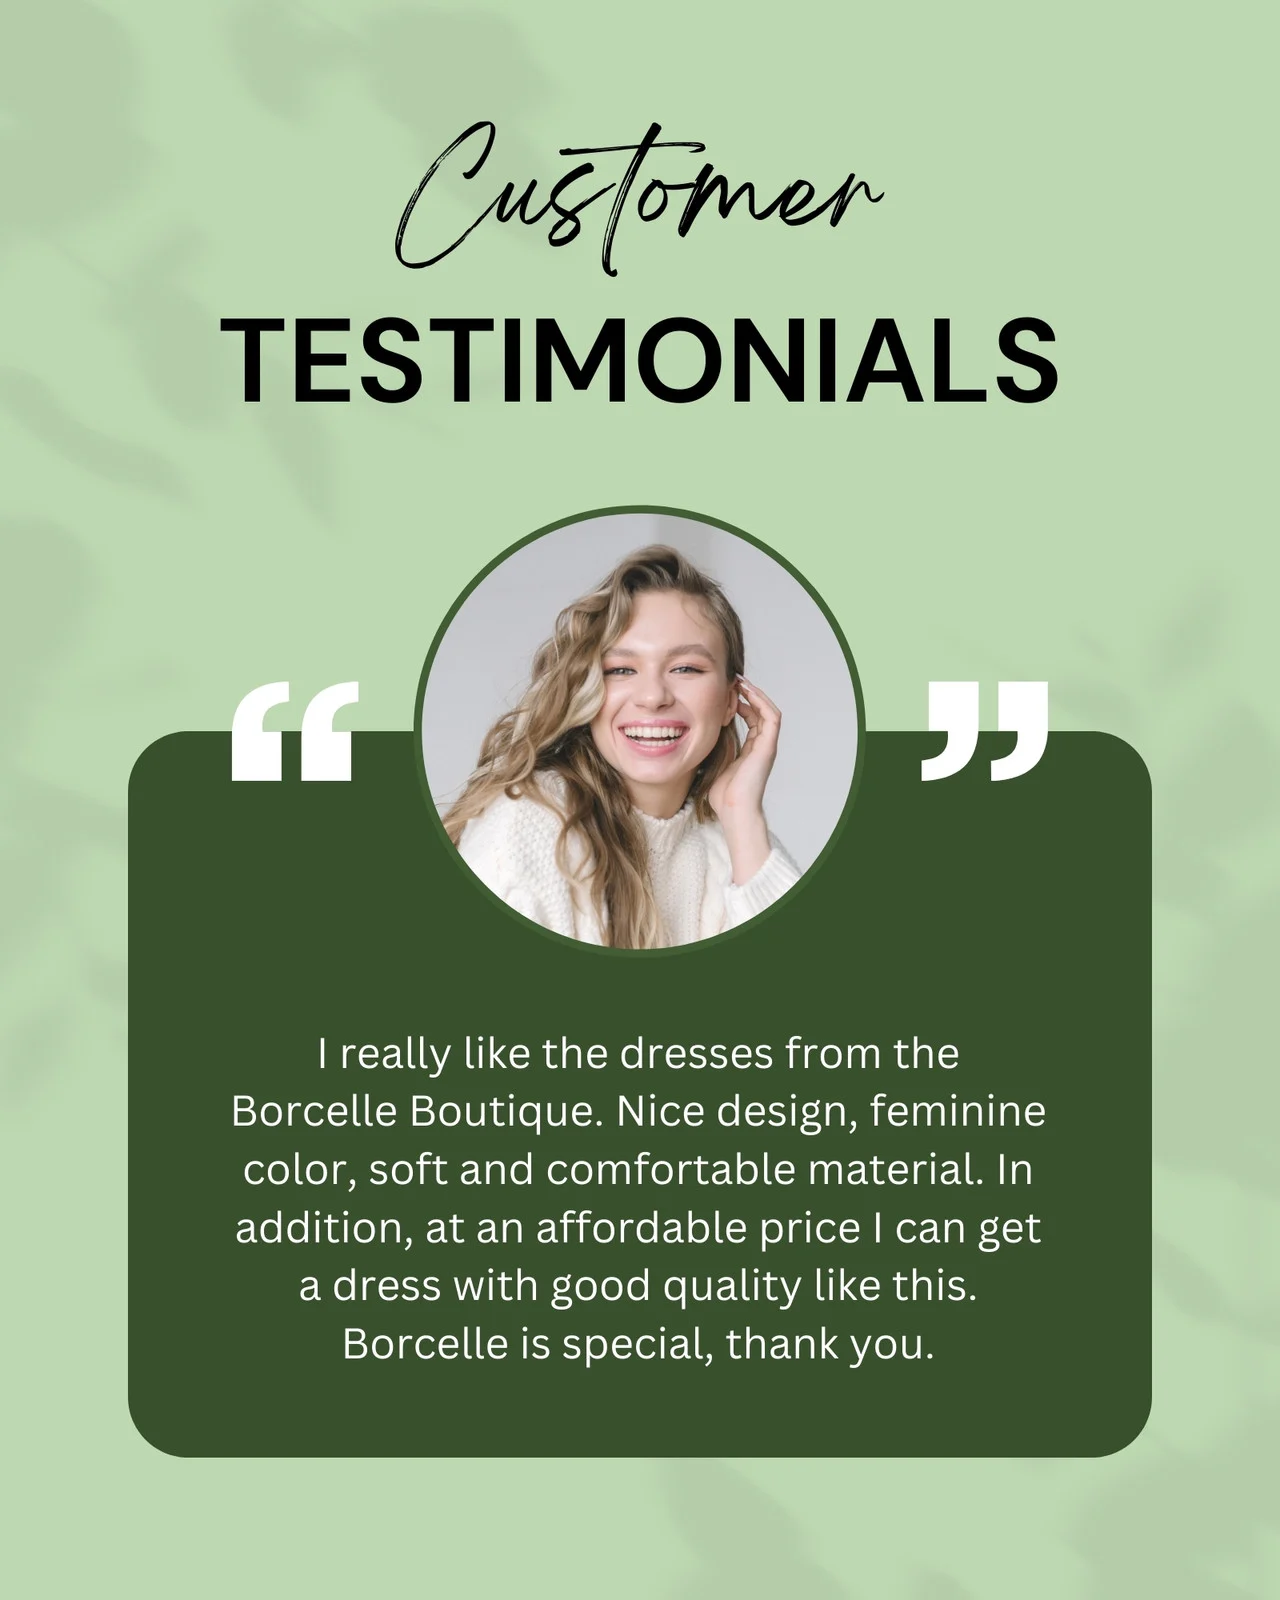 Customer
TESTIMONIALS
“ ”
I really like the dresses from the
Borcelle Boutique. Nice design, feminine
color, soft and comfortable material. In
addition, at an affordable price I can get
a dress with good quality like this.
Borcelle is special, thank you.